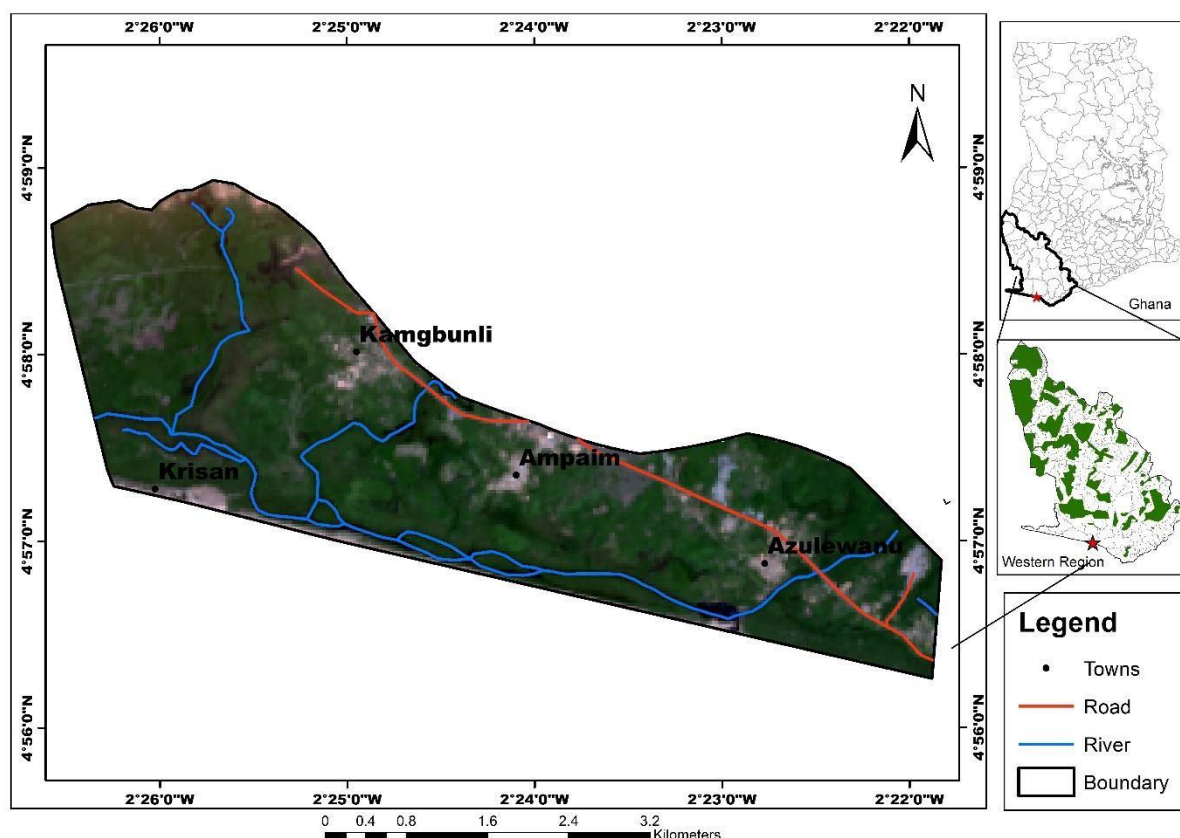 2°26'0"W 2°25'0"W 2°24'0"W 2°23'0"W 2°22'0"W
N
4°59'0"N 4°59'0"N
Kamgbunli
4°58'0"N 4°58'0"N
Krisan
Ampaim
4°57'0"N 4°57'0"N
Azulewanu
4°56'0"N 4°56'0"N
2°26'0"W 2°25'0"W 2°24'0"W 2°23'0"W 2°22'0"W
0 0.4 0.8 1.6 2.4 3.2
Kilometers
Ghana
Western Region
Legend
Towns
Road
River
Boundary